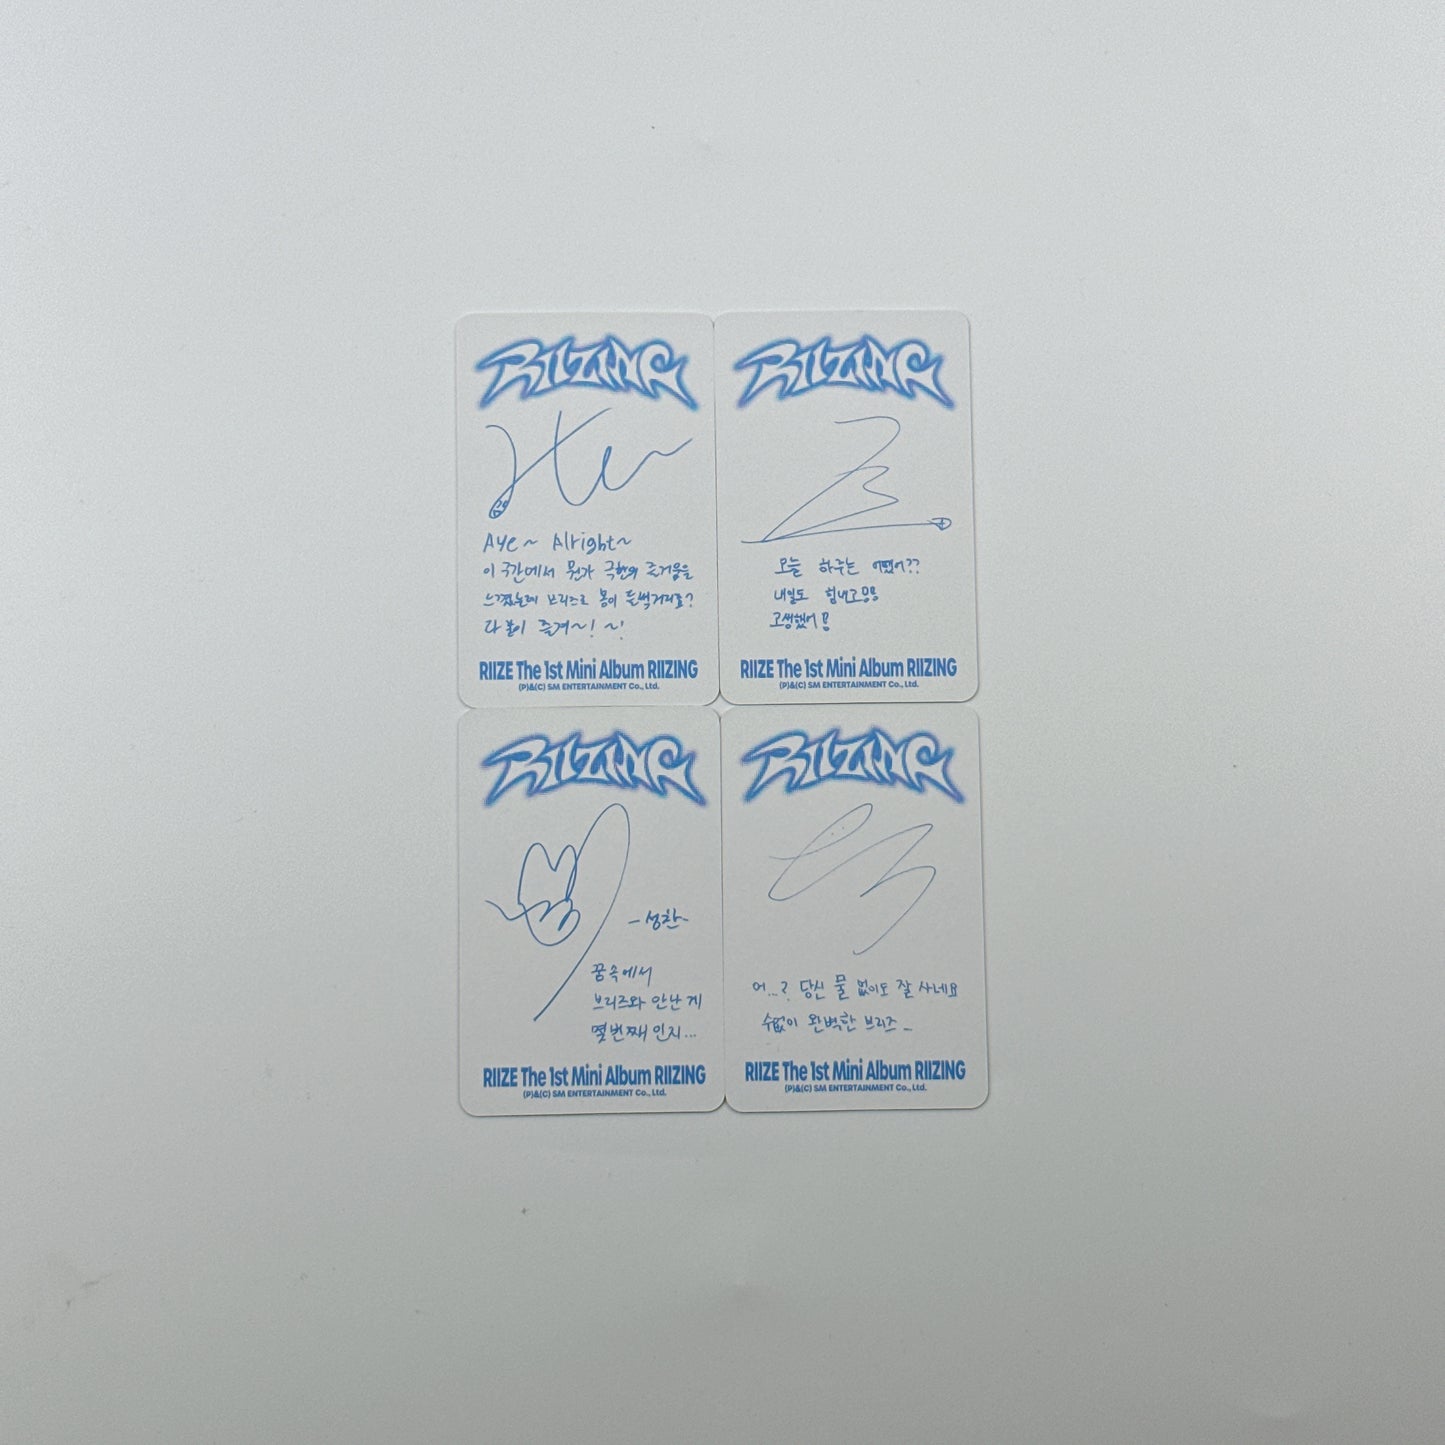 RIIZING
Aye~ Alright~
이 공간에서 뭔가 극한의 즐거움을
느꼈는데 브리즈도 몸이 들썩거리죠?
다 같이 즐겨~! ~!
RIIZE The 1st Mini Album RIIZING
(P)&(C) SM ENTERTAINMENT Co., Ltd.
RIIZING
오늘 하루는 어땠어??
내일도 힘내고
고생했어!
RIIZE The 1st Mini Album RIIZING
(P)&(C) SM ENTERTAINMENT Co., Ltd.
RIIZING
-성찬-
꿈속에서
브리즈와 만난 게
몇 번째 인지...
RIIZE The 1st Mini Album RIIZING
(P)&(C) SM ENTERTAINMENT Co., Ltd.
RIIZING
어..? 당신 물 없이도 잘 사네요
수없이 완벽한 브리즈..
RIIZE The 1st Mini Album RIIZING
(P)&(C) SM ENTERTAINMENT Co., Ltd.